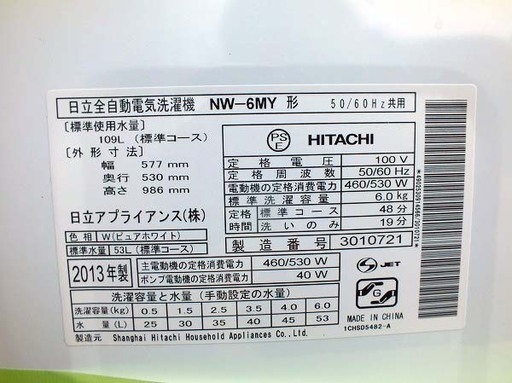 日立全自動電気洗濯機 NW-6MY 形 50/60Hz共用
[標準使用水量]
109L (標準コース)
[外形寸法]
幅 577 mm
奥行 530 mm
高さ 986 mm
日立アプライアンス(株)
色相 W(ピュアホワイト)
標準水量 53L (標準コース)
PS
E
HITACHI
定格電圧 100 V
定格周波数 50/60 Hz
電動機の定格消費電力 460/530 W
標準洗濯容量 6.0kg
定格 標準コース 48分
時間 洗いのみ 19分
製造番号 3010721
2013年製
主電動機の定格消費電力 460/530 W
ポンプ電動機の定格消費電力 40 W
S JET
洗濯容量と水量 (手動設定の水量)
洗濯容量(kg) 0.5 1.5 2.5 3.5 4.0 6.0
水量(L) 25 30 35 40 45 53
G
MADE IN CHINA
製造元 Shanghai Hitachi Household Appliances Co.,Ltd.
1CHSD5482-A